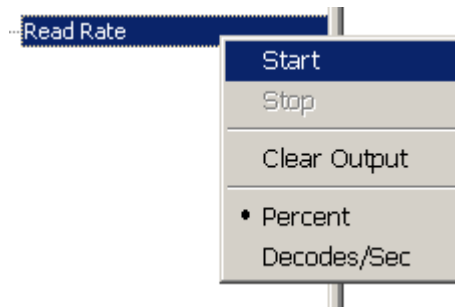 Read Rate
Start
Stop
Clear Output
Percent
Decodes/Sec